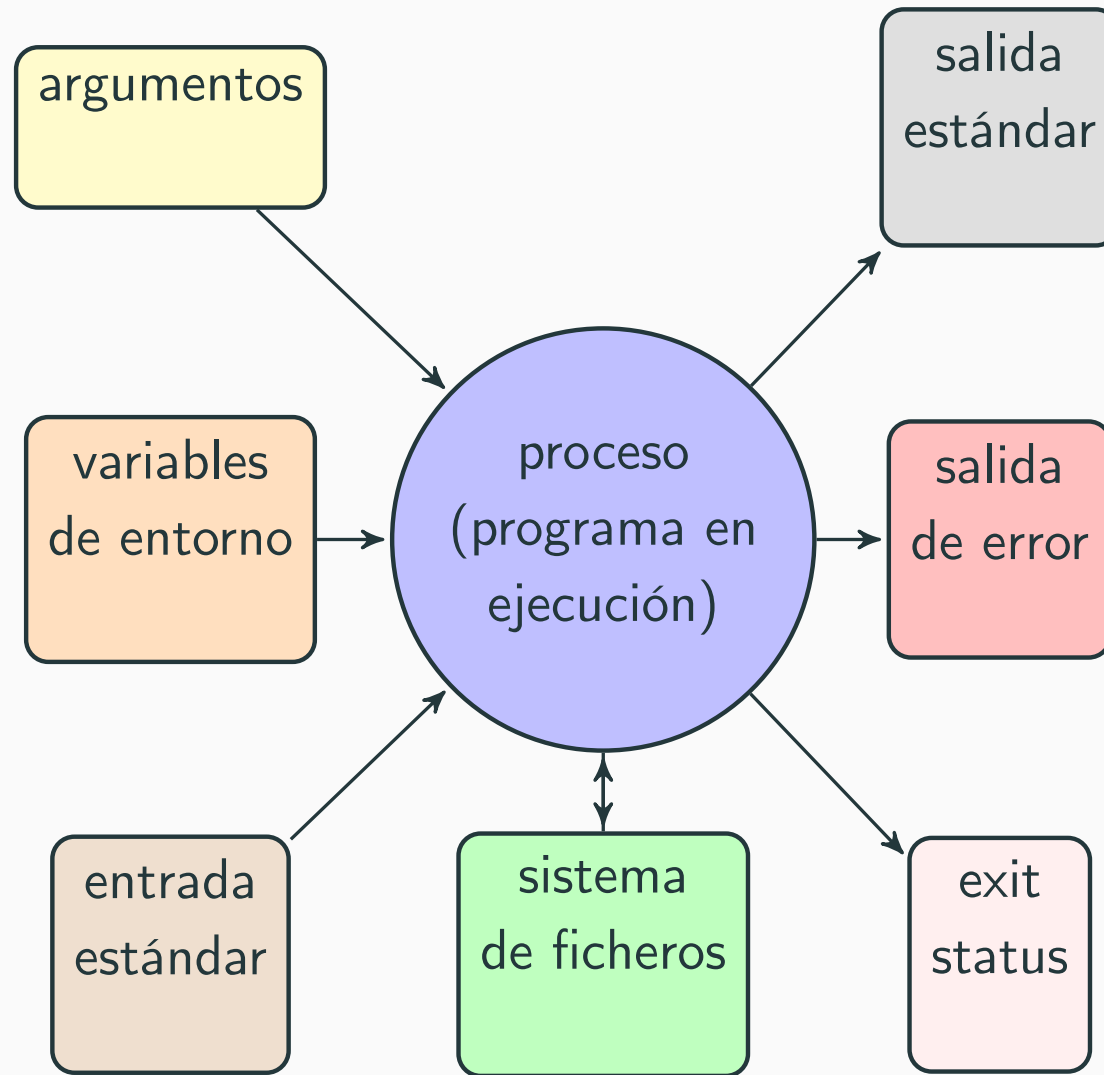 argumentos
salida
estándar
variables
de entorno
proceso
(programa en
ejecución)
salida
de error
entrada
estándar
sistema
de ficheros
exit
status